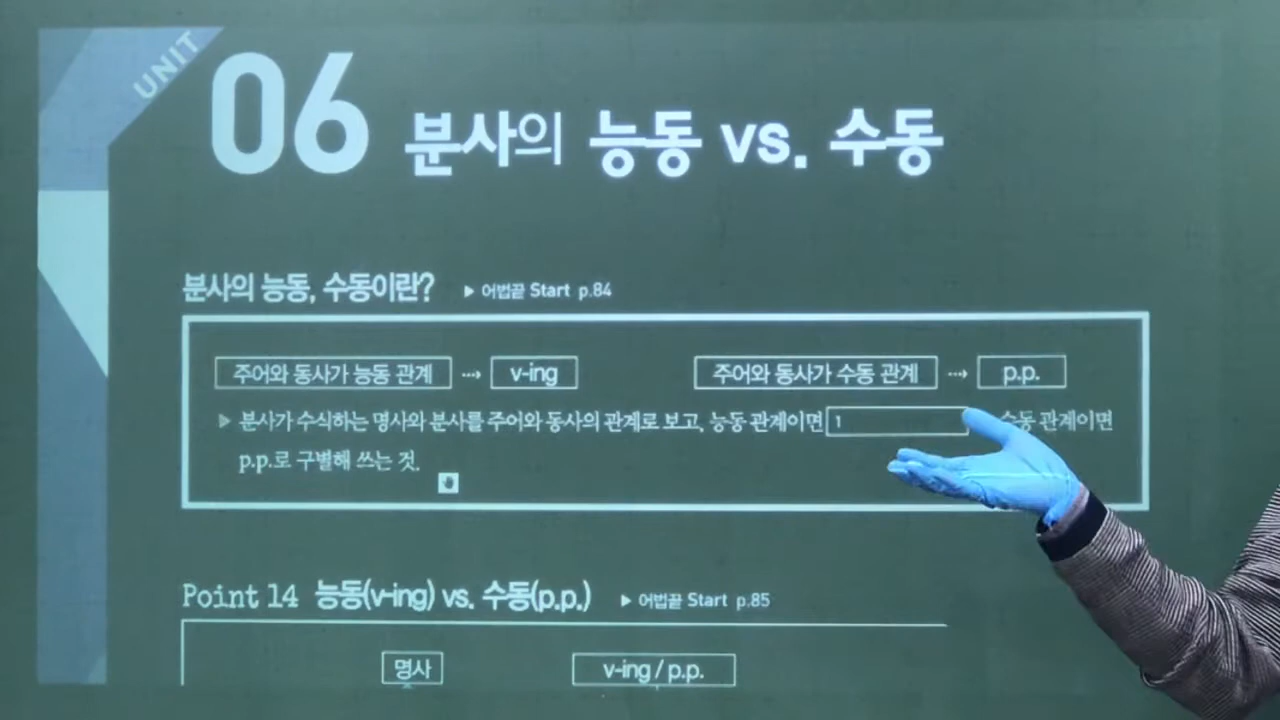 UNIT
06 분사의 능동 vs. 수동
분사의 능동, 수동이란? ▶ 어법끝 Start p.84
주어와 동사가 능동 관계 ···› v-ing 주어와 동사가 수동 관계 ···› p.p.
▶ 분사가 수식하는 명사와 분사를 주어와 동사의 관계로 보고, 능동 관계이면 1 수동 관계이면
p.p.로 구별해 쓰는 것.
Point 14 능동(v-ing) vs. 수동(p.p.) ▶ 어법끝 Start p.85
명사 v-ing / p.p.